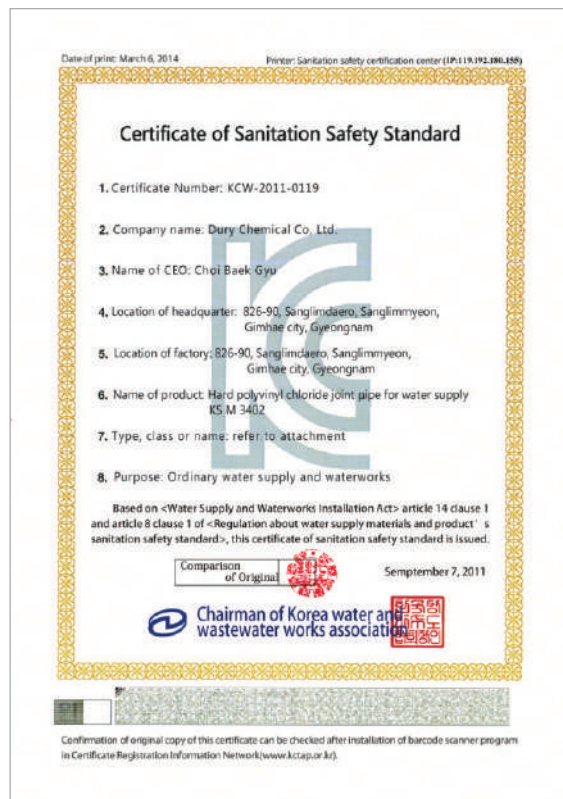 Date of print: March 6, 2014
Printer: Sanitation safety certification center (IP:119.192.180.155)
Certificate of Sanitation Safety Standard
1. Certificate Number: KCW-2011-0119
2. Company name: Dury Chemical Co, Ltd.
3. Name of CEO: Choi Baek Gyu
4. Location of headquarter: 826-90, Sanglimdaero, Sanglimmyeon,
Gimhae city, Gyeongnam
5. Location of factory: 826-90, Sanglimdaero, Sanglimmyeon,
Gimhae city, Gyeongnam
6. Name of product: Hard polyvinyl chloride joint pipe for water supply
KS M 3402
7. Type, class or name: refer to attachment
8. Purpose: Ordinary water supply and waterworks
Based on <Water Supply and Waterworks Installation Act> article 14 clause 1
and article 8 clause 1 of <Regulation about water supply materials and product's
sanitation safety standard>, this certificate of sanitation safety standard is issued.
Comparison
of Original
Semptember 7, 2011
Chairman of Korea water and
wastewater works association
Confirmation of original copy of this certificate can be checked after installation of barcode scanner program
in Certificate Registration Information Network(www.kctap.or.kr).